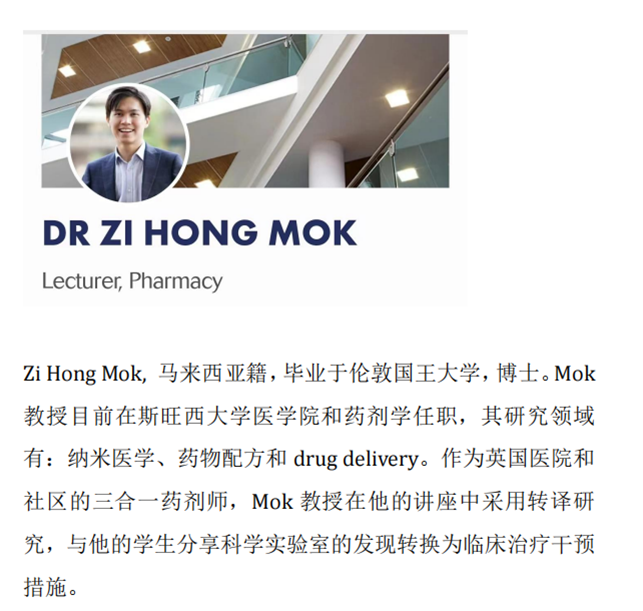 DR ZI HONG MOK
Lecturer, Pharmacy
Zi Hong Mok, 马来西亚籍，毕业于伦敦国王大学，博士。Mok
教授目前在斯旺西大学医学院和药剂学任职，其研究领域
有：纳米医学、药物配方和 drug delivery。作为英国医院和
社区的三合一药剂师，Mok 教授在他的讲座中采用转译研
究，与他的学生分享科学实验室的发现转换为临床治疗干预
措施。